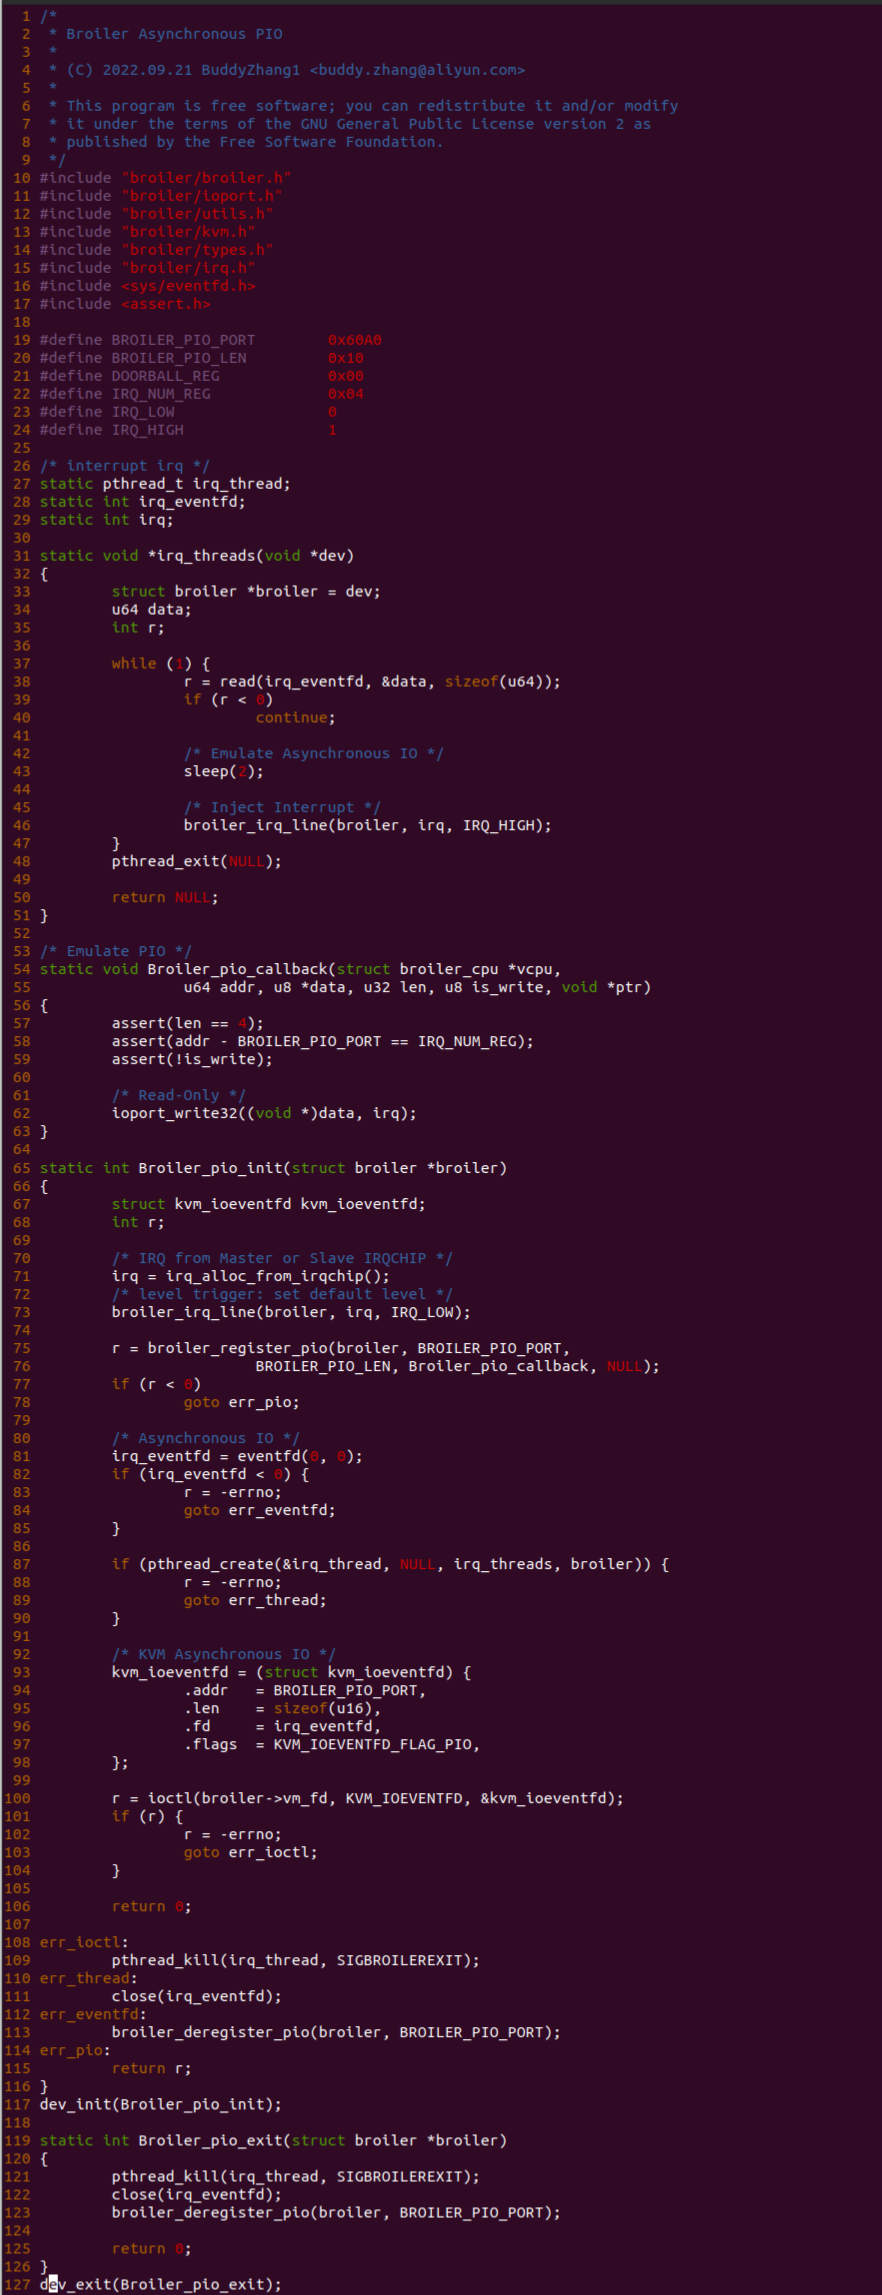 1 /*
2  * Broiler Asynchronous PIO
3  *
4  * (C) 2022.09.21 BuddyZhang1 <buddy.zhang@aliyun.com>
5  *
6  * This program is free software; you can redistribute it and/or modify
7  * it under the terms of the GNU General Public License version 2 as
8  * published by the Free Software Foundation.
9  */
10 #include "broiler/broiler.h"
11 #include "broiler/ioport.h"
12 #include "broiler/utils.h"
13 #include "broiler/kvm.h"
14 #include "broiler/types.h"
15 #include "broiler/irq.h"
16 #include <sys/eventfd.h>
17 #include <assert.h>
18
19 #define BROILER_PIO_PORT        0x60A0
20 #define BROILER_PIO_LEN         0x10
21 #define DOORBALL_REG            0x00
22 #define IRQ_NUM_REG             0x04
23 #define IRQ_LOW                 0
24 #define IRQ_HIGH                1
25
26 /* interrupt irq */
27 static pthread_t irq_thread;
28 static int irq_eventfd;
29 static int irq;
30
31 static void *irq_threads(void *dev)
32 {
33         struct broiler *broiler = dev;
34         u64 data;
35         int r;
36
37         while (1) {
38                 r = read(irq_eventfd, &data, sizeof(u64));
39                 if (r < 0)
40                         continue;
41
42                 /* Emulate Asynchronous IO */
43                 sleep(2);
44
45                 /* Inject Interrupt */
46                 broiler_irq_line(broiler, irq, IRQ_HIGH);
47         }
48         pthread_exit(NULL);
49
50         return NULL;
51 }
52
53 /* Emulate PIO */
54 static void Broiler_pio_callback(struct broiler_cpu *vcpu,
55                 u64 addr, u8 *data, u32 len, u8 is_write, void *ptr)
56 {
57         assert(len == 4);
58         assert(addr - BROILER_PIO_PORT == IRQ_NUM_REG);
59         assert(!is_write);
60
61         /* Read-Only */
62         ioport_write32((void *)data, irq);
63 }
64
65 static int Broiler_pio_init(struct broiler *broiler)
66 {
67         struct kvm_ioeventfd kvm_ioeventfd;
68         int r;
69
70         /* IRQ from Master or Slave IRQCHIP */
71         irq = irq_alloc_from_irqchip();
72         /* level trigger: set default level */
73         broiler_irq_line(broiler, irq, IRQ_LOW);
74
75         r = broiler_register_pio(broiler, BROILER_PIO_PORT,
76                         BROILER_PIO_LEN, Broiler_pio_callback, NULL);
77         if (r < 0)
78                 goto err_pio;
79
80         /* Asynchronous IO */
81         irq_eventfd = eventfd(0, 0);
82         if (irq_eventfd < 0) {
83                 r = -errno;
84                 goto err_eventfd;
85         }
86
87         if (pthread_create(&irq_thread, NULL, irq_threads, broiler)) {
88                 r = -errno;
89                 goto err_thread;
90         }
91
92         /* KVM Asynchronous IO */
93         kvm_ioeventfd = (struct kvm_ioeventfd) {
94                 .addr   = BROILER_PIO_PORT,
95                 .len    = sizeof(u16),
96                 .fd     = irq_eventfd,
97                 .flags  = KVM_IOEVENTFD_FLAG_PIO,
98         };
99
100         r = ioctl(broiler->vm_fd, KVM_IOEVENTFD, &kvm_ioeventfd);
101         if (r) {
102                 r = -errno;
103                 goto err_ioctl;
104         }
105
106         return 0;
107
108 err_ioctl:
109         pthread_kill(irq_thread, SIGBROILEREXIT);
110 err_thread:
111         close(irq_eventfd);
112 err_eventfd:
113         broiler_deregister_pio(broiler, BROILER_PIO_PORT);
114 err_pio:
115         return r;
116 }
117 dev_init(Broiler_pio_init);
118
119 static int Broiler_pio_exit(struct broiler *broiler)
120 {
121         pthread_kill(irq_thread, SIGBROILEREXIT);
122         close(irq_eventfd);
123         broiler_deregister_pio(broiler, BROILER_PIO_PORT);
124
125         return 0;
126 }
127 dev_exit(Broiler_pio_exit);